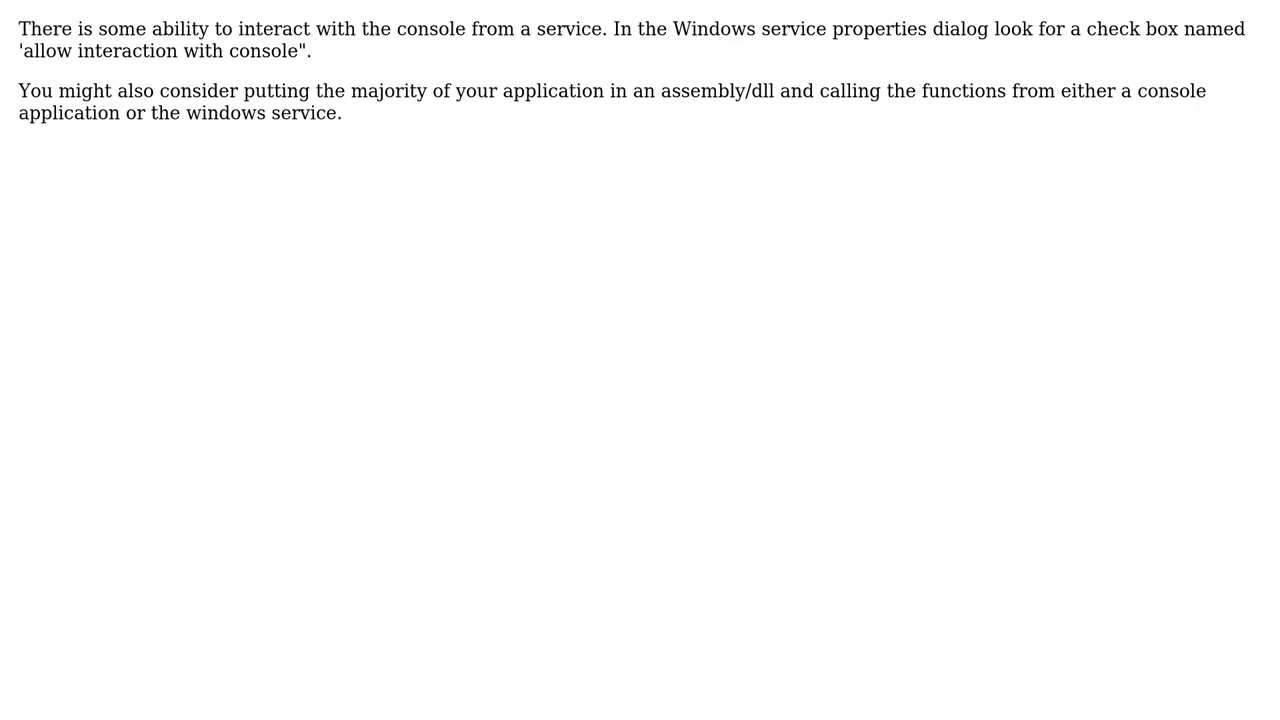 There is some ability to interact with the console from a service. In the Windows service properties dialog look for a check box named
'allow interaction with console".
You might also consider putting the majority of your application in an assembly/dll and calling the functions from either a console
application or the windows service.